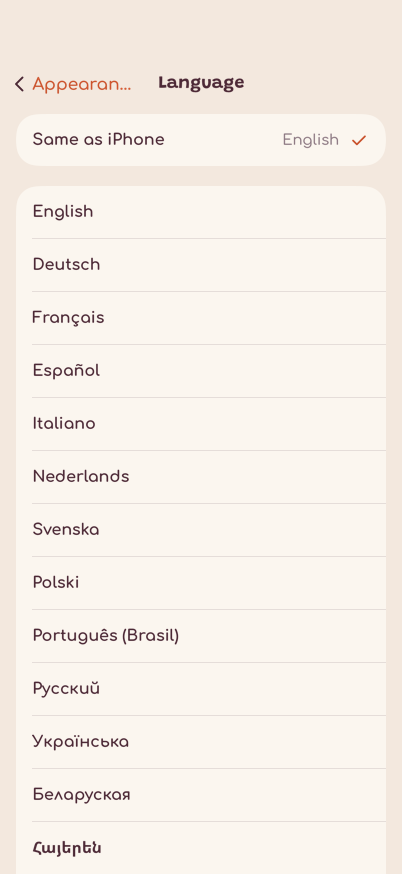 Appearan...
Language
Same as iPhone English
English
Deutsch
Français
Español
Italiano
Nederlands
Svenska
Polski
Português (Brasil)
Русский
Українська
Беларуская
Հայերեն